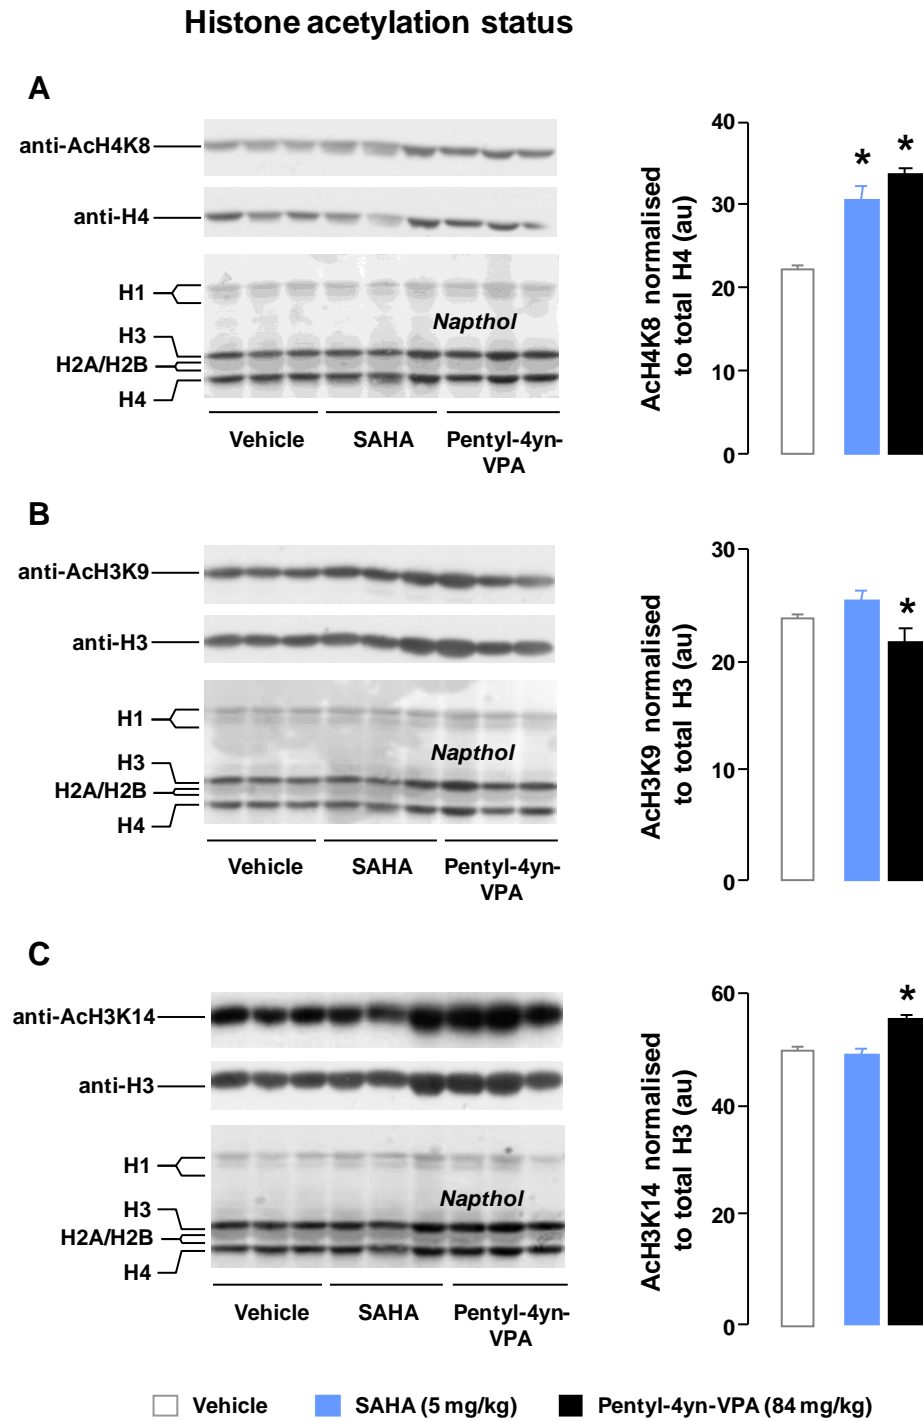 Histone acetylation status
A
anti-AcH4K8
anti-H4
H1
Napthol
H3
H2A/H2B
H4
Vehicle
SAHA
Pentyl-4yn-
VPA
AcH4K8 normalised
to total H4 (au)
40
30
20
10
0
*
*
B
anti-AcH3K9
anti-H3
H1
Napthol
H3
H2A/H2B
H4
Vehicle
SAHA
Pentyl-4yn-
VPA
AcH3K9 normalised
to total H3 (au)
30
20
10
0
*
C
anti-AcH3K14
anti-H3
H1
Napthol
H3
H2A/H2B
H4
Vehicle
SAHA
Pentyl-4yn-
VPA
AcH3K14 normalised
to total H3 (au)
60
40
20
0
*
Vehicle
SAHA (5 mg/kg)
Pentyl-4yn-VPA (84 mg/kg)